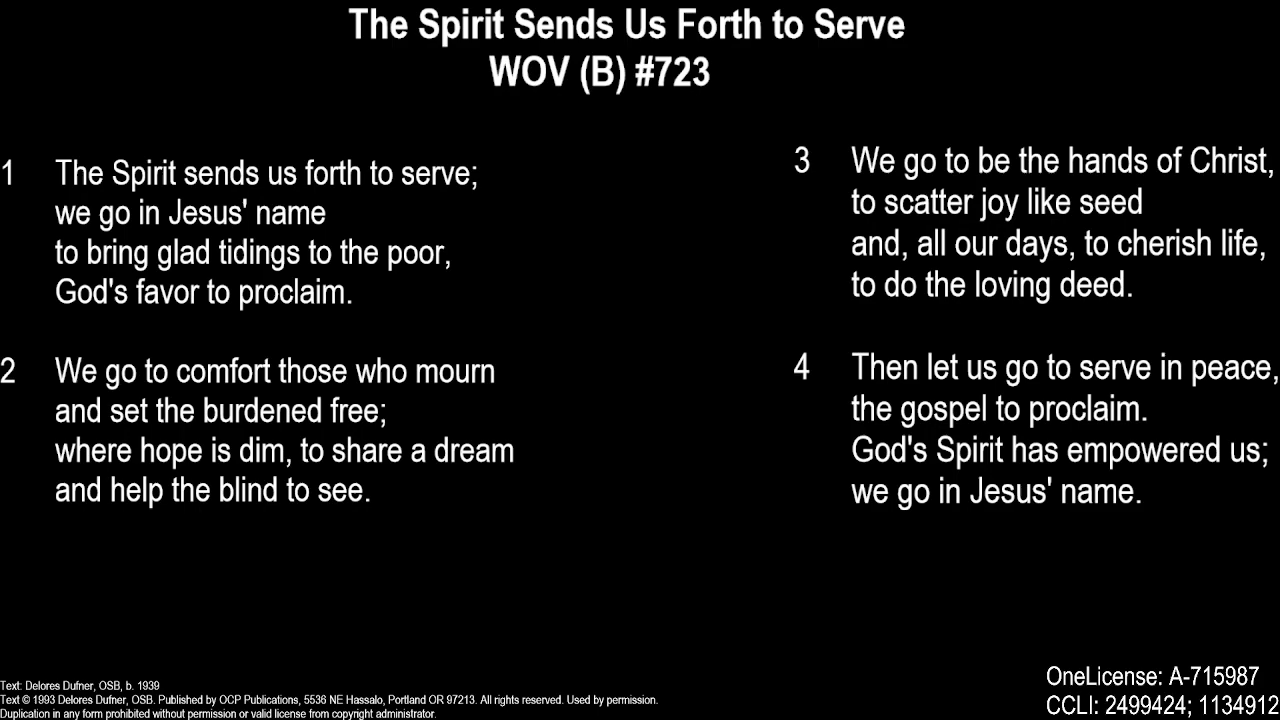 The Spirit Sends Us Forth to Serve
WOV (B) #723
1 The Spirit sends us forth to serve;
we go in Jesus' name
to bring glad tidings to the poor,
God's favor to proclaim.
2 We go to comfort those who mourn
and set the burdened free;
where hope is dim, to share a dream
and help the blind to see.
3 We go to be the hands of Christ,
to scatter joy like seed
and, all our days, to cherish life,
to do the loving deed.
4 Then let us go to serve in peace,
the gospel to proclaim.
God's Spirit has empowered us;
we go in Jesus' name.
Text: Delores Dufner, OSB, b. 1939
Text © 1993 Delores Dufner, OSB. Published by OCP Publications, 5536 NE Hassalo, Portland OR 97213. All rights reserved. Used by permission.
Duplication in any form prohibited without permission or valid license from copyright administrator.
OneLicense: A-715987
CCLI: 2499424; 1134912